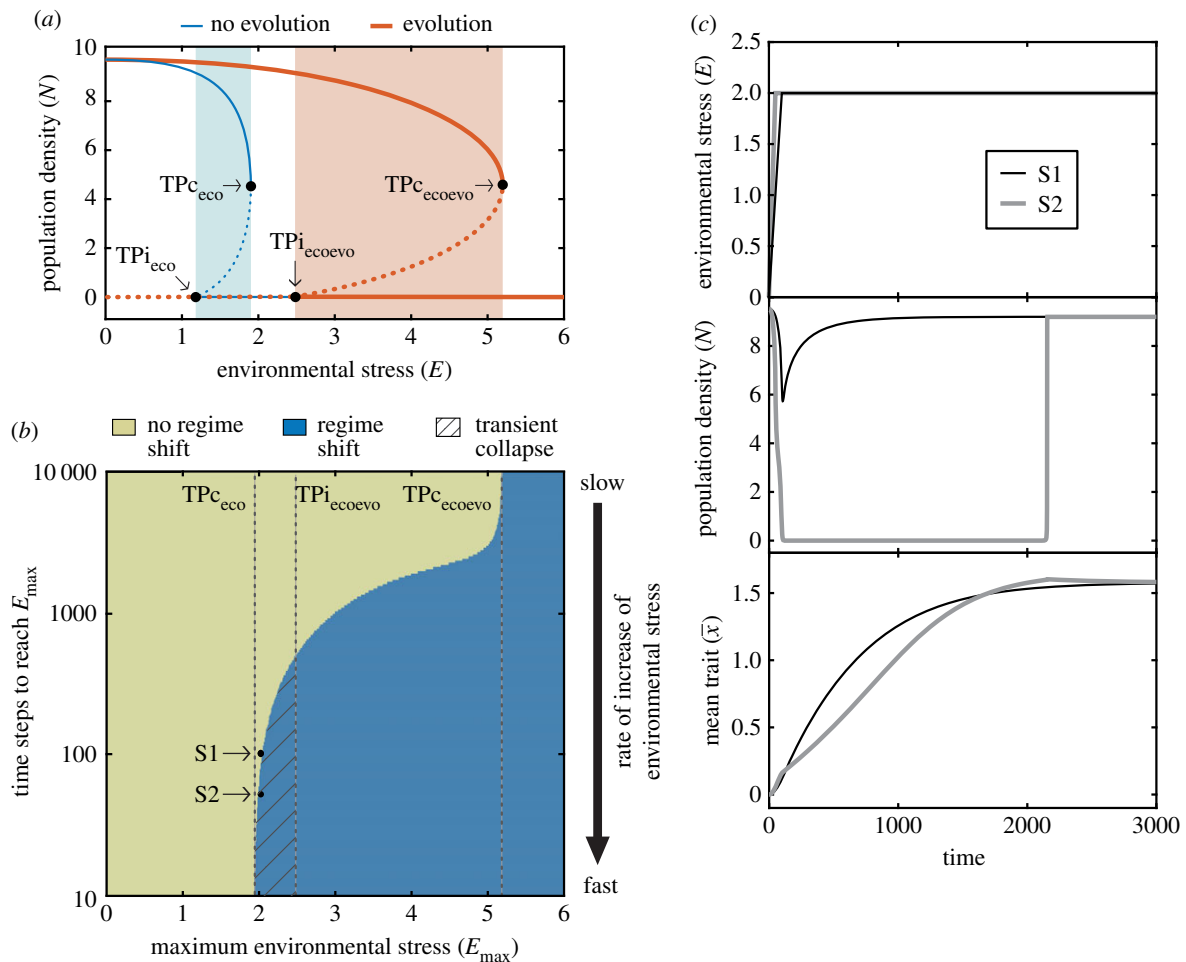 (a)
no evolution
evolution
10
8
6
4
2
0
population density (N)
TPc_eco
TPc_ecoevo
TPi_eco
TPi_ecoevo
0 1 2 3 4 5 6
environmental stress (E)
(b)
no regime shift
regime shift
transient collapse
10 000
1000
100
10
time steps to reach E_max
TPc_eco
TPi_ecoevo
TPc_ecoevo
S1
S2
0 1 2 3 4 5 6
maximum environmental stress (E_max)
slow
rate of increase of
environmental stress
fast
(c)
2.5
2.0
1.5
1.0
0.5
0
environmental stress (E)
S1
S2
8
6
4
2
0
population density (N)
1.5
1.0
0.5
0
mean trait (x̅)
0 1000 2000 3000
time